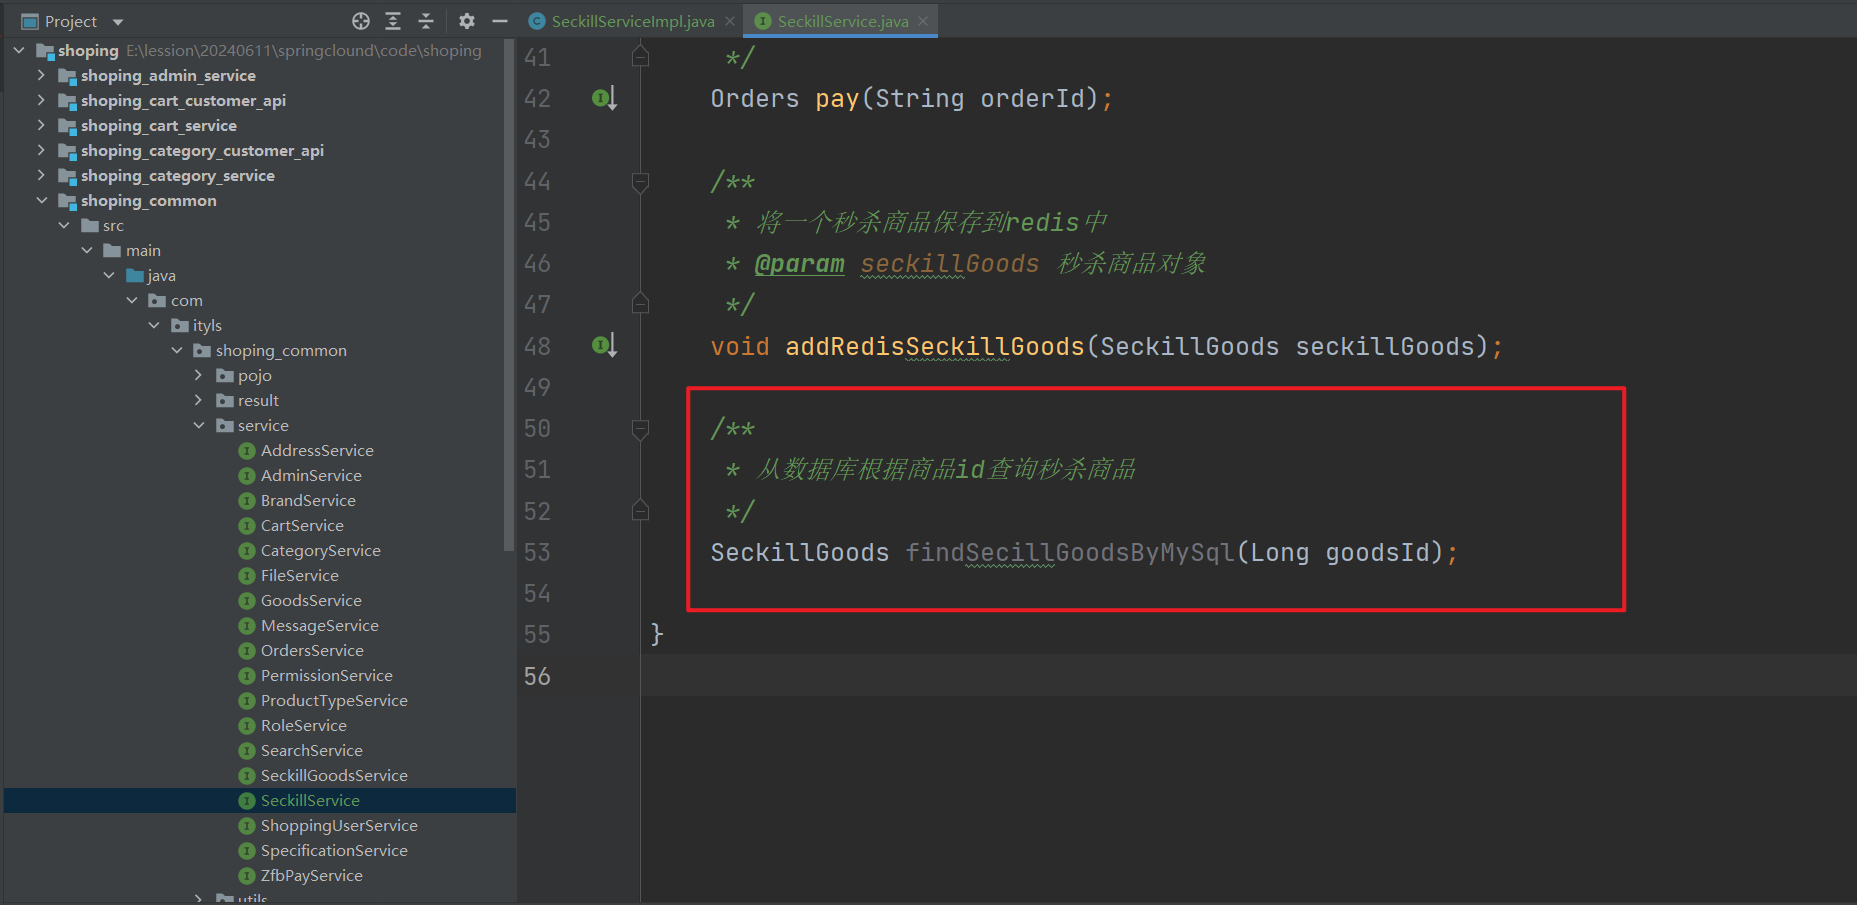 Project
SeckillServiceImpl.java
SeckillService.java
shoping E:\lession\20240611\springclound\code\shoping
shoping_admin_service
shoping_cart_customer_api
shoping_cart_service
shoping_category_customer_api
shoping_category_service
shoping_common
src
main
java
com
ityls
shoping_common
pojo
result
service
AddressService
AdminService
BrandService
CartService
CategoryService
FileService
GoodsService
MessageService
OrdersService
PermissionService
ProductTypeService
RoleService
SearchService
SeckillGoodsService
SeckillService
ShoppingUserService
SpecificationService
ZfbPayService
utils
41 */
42 Orders pay(String orderId);
43
44 /**
45 * 将一个秒杀商品保存到redis中
46 * @param seckillGoods 秒杀商品对象
47 */
48 void addRedisSeckillGoods(SeckillGoods seckillGoods);
49
50 /**
51 * 从数据库根据商品id查询秒杀商品
52 */
53 SeckillGoods findSecillGoodsByMySql(Long goodsId);
54
55 }
56